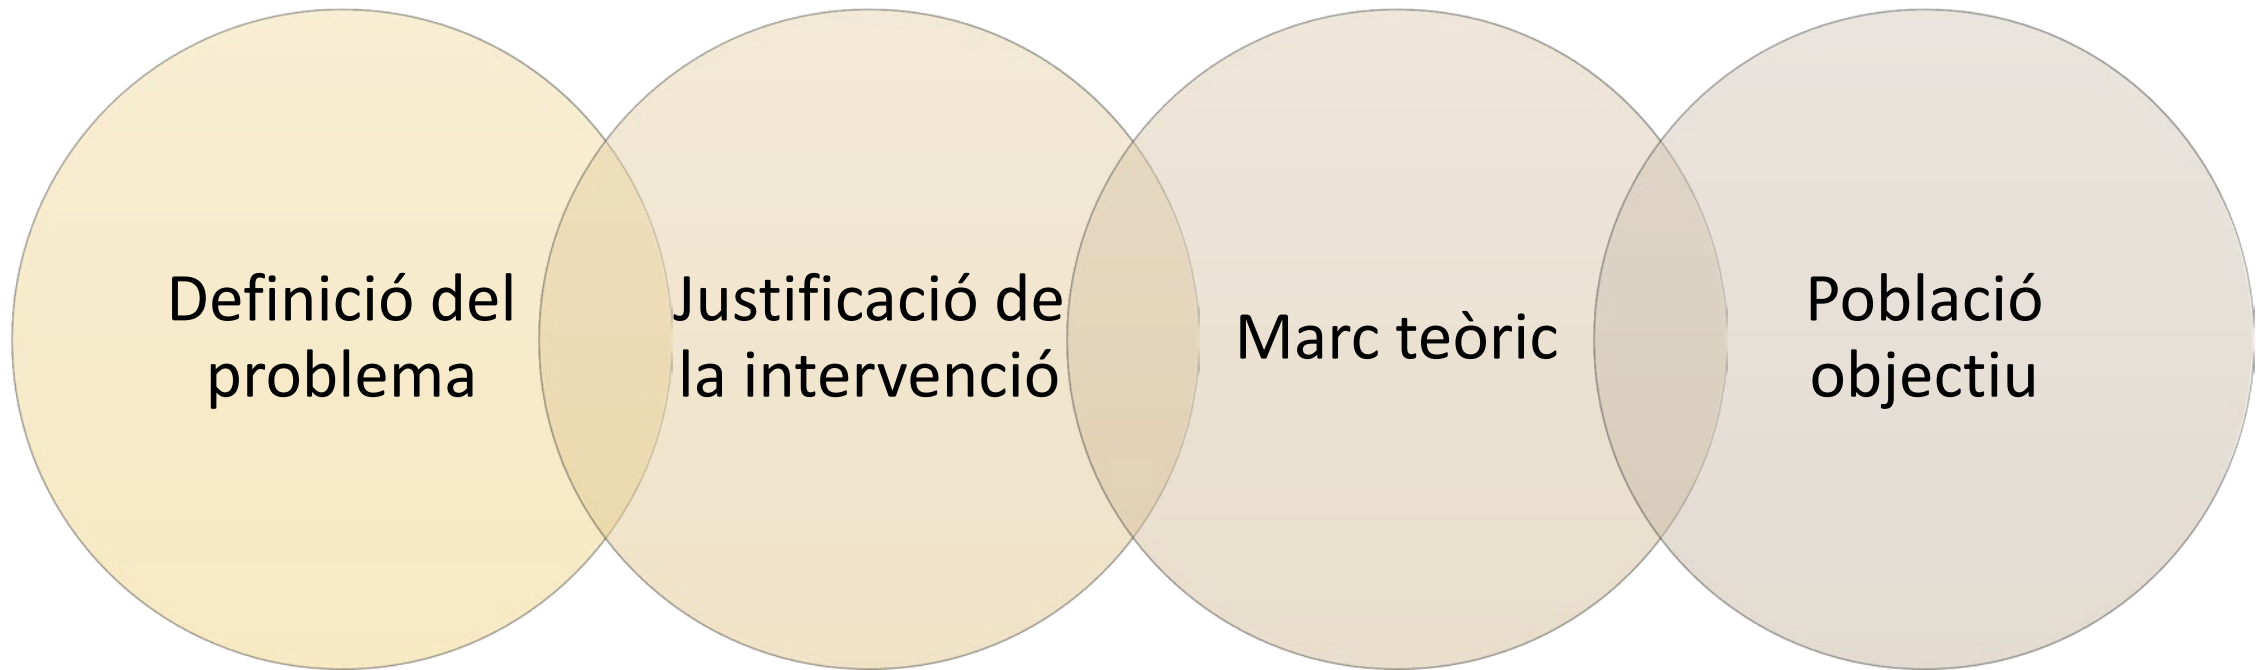 Definició del
problema
Justificació de
la intervenció
Marc teòric
Població
objectiu